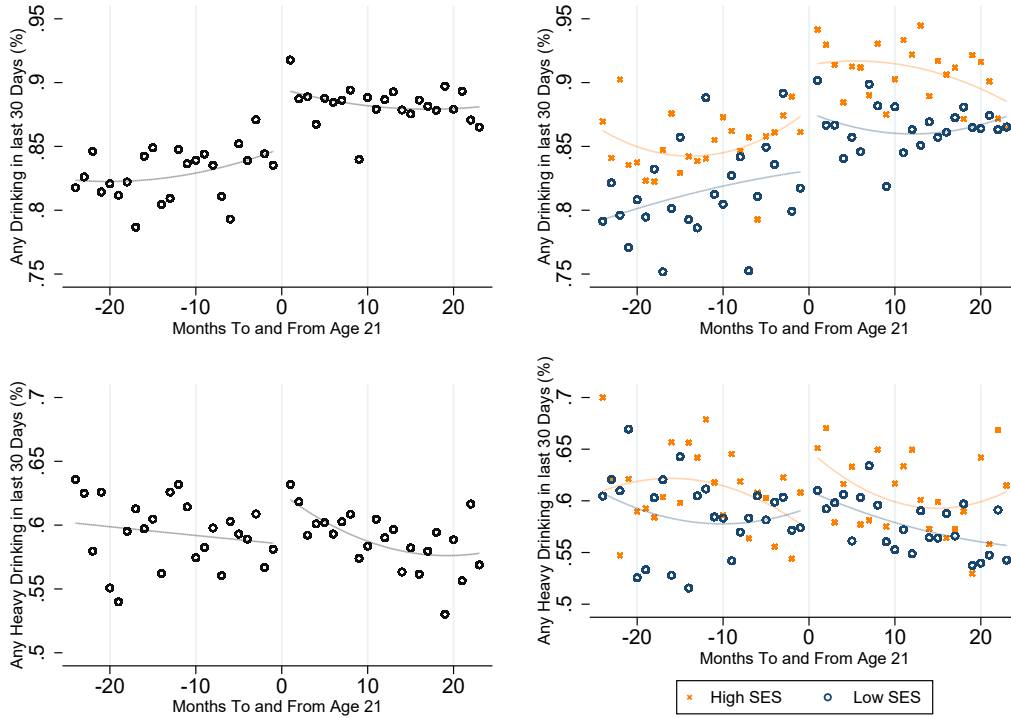 Any Drinking in last 30 Days (%)
.95
.9
.85
.8
.75
-20 -10 0 10 20
Months To and From Age 21
Any Drinking in last 30 Days (%)
.95
.9
.85
.8
.75
-20 -10 0 10 20
Months To and From Age 21
Any Heavy Drinking in last 30 Days (%)
.7
.65
.6
.55
.5
-20 -10 0 10 20
Months To and From Age 21
Any Heavy Drinking in last 30 Days (%)
.7
.65
.6
.55
.5
-20 -10 0 10 20
Months To and From Age 21
High SES Low SES